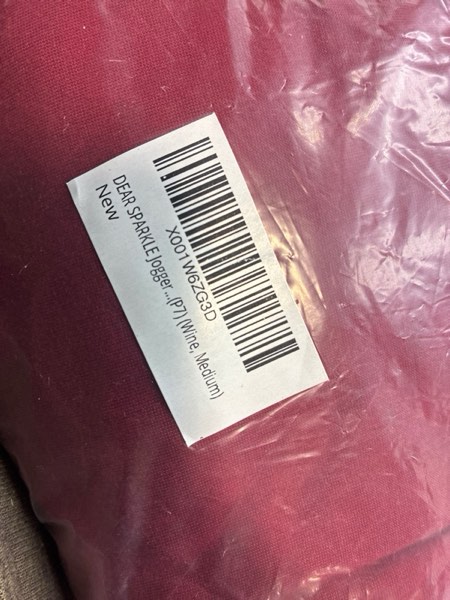 X001W6ZG3D
DEAR SPARKLE Jogger ...(P7) (Wine, Medium)
New